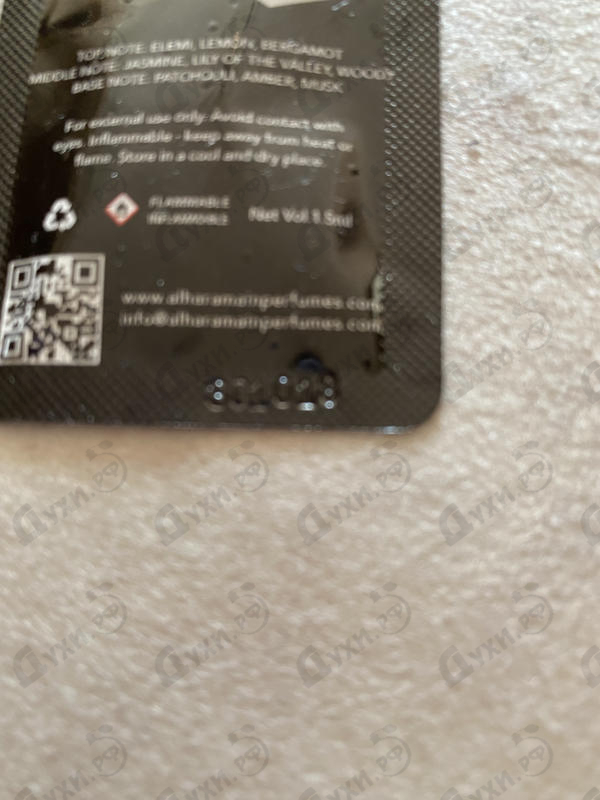 TOP NOTE: ELEMI, LEMON, BERGAMOT
MIDDLE NOTE: JASMINE, LILY OF THE VALLEY, WOODY
BASE NOTE: PATCHOULI, AMBER, MUSK
For external use only. Avoid contact with
eyes. Inflammable - keep away from heat or
flame. Store in a cool and dry place.
FLAMMABLE
INFLAMMABLE
Net Vol 1.5ml
www.alharamainperfumes.com
info@alharamainperfumes.com
Духи.рф